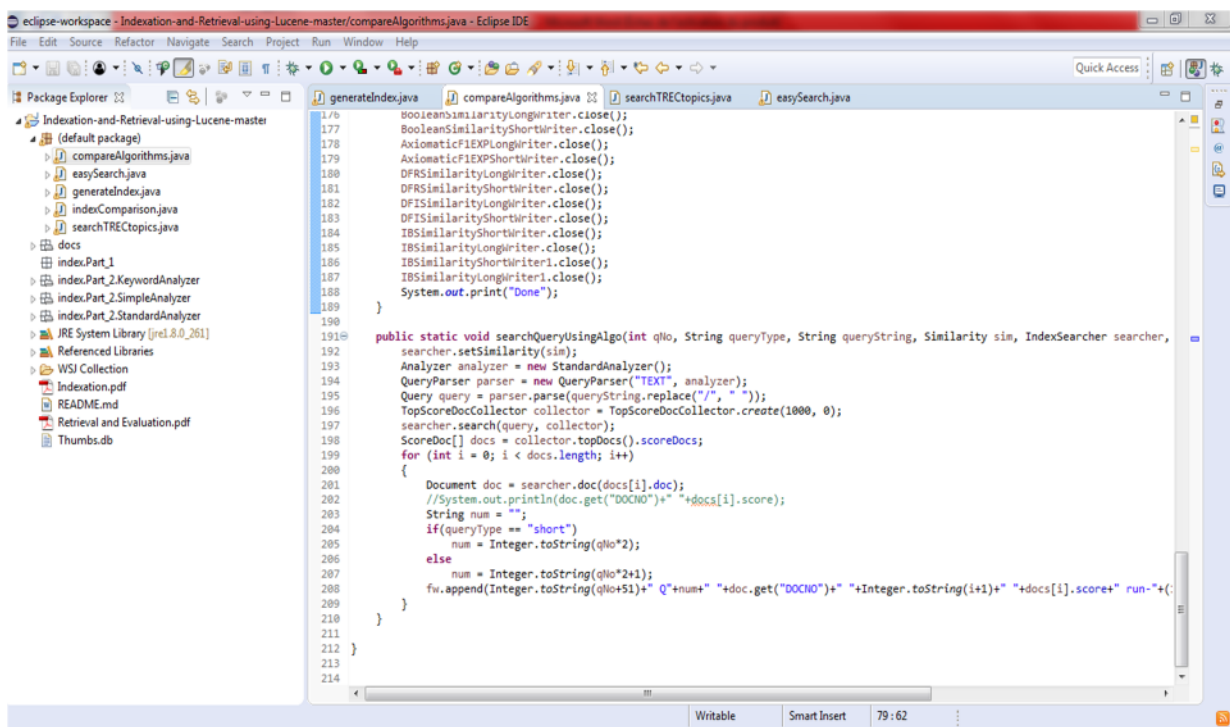 eclipse-workspace - Indexation-and-Retrieval-using-Lucene-master/compareAlgorithms.java - Eclipse IDE
File Edit Source Refactor Navigate Search Project Run Window Help
Quick Access
Package Explorer
Indexation-and-Retrieval-using-Lucene-master
(default package)
compareAlgorithms.java
easySearch.java
generateIndex.java
indexComparison.java
searchTRECtopics.java
docs
index.Part_1
index.Part_2.KeywordAnalyzer
index.Part_2.SimpleAnalyzer
index.Part_2.StandardAnalyzer
JRE System Library [jre1.8.0_261]
Referenced Libraries
WSJ Collection
Indexation.pdf
README.md
Retrieval and Evaluation.pdf
Thumbs.db
generateIndex.java compareAlgorithms.java searchTRECtopics.java easySearch.java
176 BooleanSimilarityLongWriter.close();
177 BooleanSimilarityShortWriter.close();
178 AxiomaticF1EXPLongWriter.close();
179 AxiomaticF1EXPShortWriter.close();
180 DFRSimilarityLongWriter.close();
181 DFRSimilarityShortWriter.close();
182 DFISimilarityLongWriter.close();
183 DFISimilarityShortWriter.close();
184 IBSimilarityShortWriter.close();
185 IBSimilarityLongWriter.close();
186 IBSimilarityShortWriter1.close();
187 IBSimilarityLongWriter1.close();
188 System.out.print("Done");
189 }
190
191 public static void searchQueryUsingAlgo(int qNo, String queryType, String queryString, Similarity sim, IndexSearcher searcher,
192 searcher.setSimilarity(sim);
193 Analyzer analyzer = new StandardAnalyzer();
194 QueryParser parser = new QueryParser("TEXT", analyzer);
195 Query query = parser.parse(queryString.replace("/", " "));
196 TopScoreDocCollector collector = TopScoreDocCollector.create(1000, 0);
197 searcher.search(query, collector);
198 ScoreDoc[] docs = collector.topDocs().scoreDocs;
199 for (int i = 0; i < docs.length; i++)
200 {
201 Document doc = searcher.doc(docs[i].doc);
202 //System.out.println(doc.get("DOCNO")+" "+docs[i].score);
203 String num = "";
204 if(queryType == "short")
205 num = Integer.toString(qNo*2);
206 else
207 num = Integer.toString(qNo*2+1);
208 fw.append(Integer.toString(qNo+51)+" Q"+num+" "+doc.get("DOCNO")+" "+Integer.toString(i+1)+" "+docs[i].score+" run-"+(
209 }
210 }
211
212 }
213
214
Writable Smart Insert 79 : 62